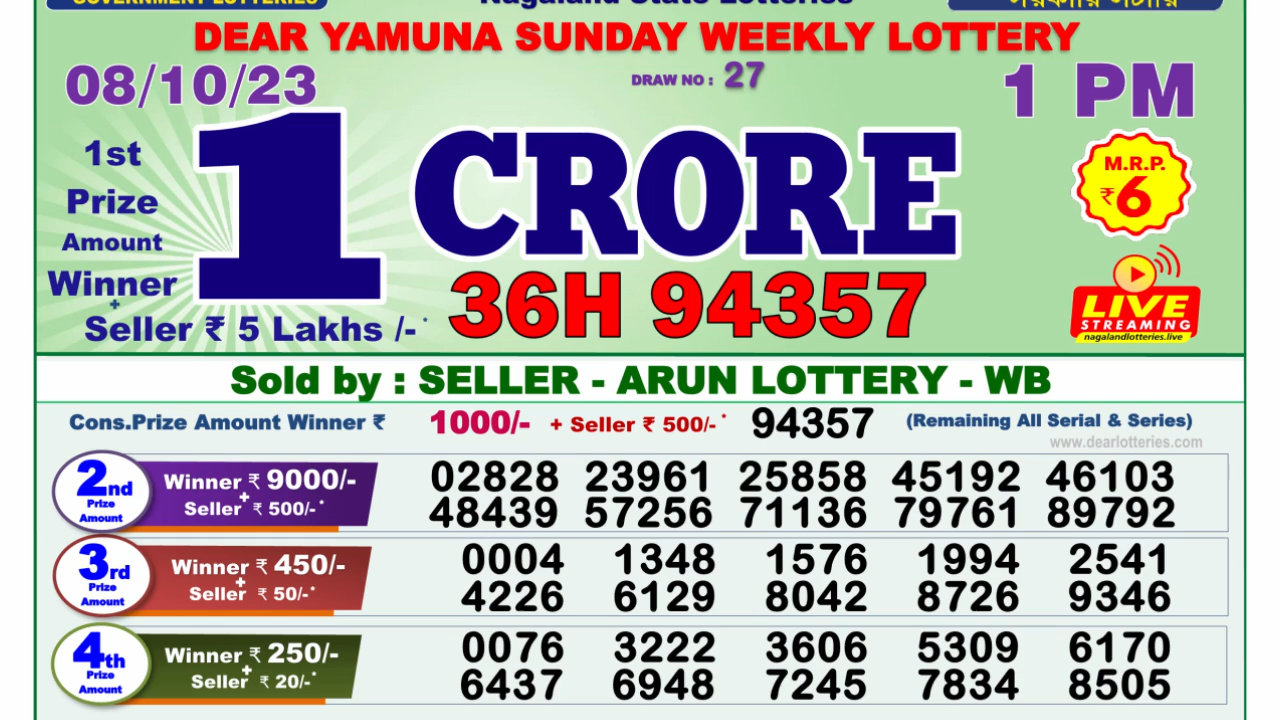 GOVERNMENT LOTTERIES
Nagaland State Lotteries
DEAR YAMUNA SUNDAY WEEKLY LOTTERY
08/10/23
DRAW NO : 27
1 PM
1st
Prize
Amount
Winner
+
Seller ₹ 5 Lakhs /- *
1 CRORE
36H 94357
M.R.P.
₹6
LIVE
STREAMING
nagalandlotteries.live
Sold by : SELLER - ARUN LOTTERY - WB
Cons.Prize Amount Winner ₹ 1000/- + Seller ₹ 500/- * 94357 (Remaining All Serial & Series)
www.dearlotteries.com
2nd
Prize
Amount
Winner ₹ 9000/-
+
Seller ₹ 500/- *
02828 23961 25858 45192 46103
48439 57256 71136 79761 89792
3rd
Prize
Amount
Winner ₹ 450/-
+
Seller ₹ 50/- *
0004 1348 1576 1994 2541
4226 6129 8042 8726 9346
4th
Prize
Amount
Winner ₹ 250/-
+
Seller ₹ 20/- *
0076 3222 3606 5309 6170
6437 6948 7245 7834 8505